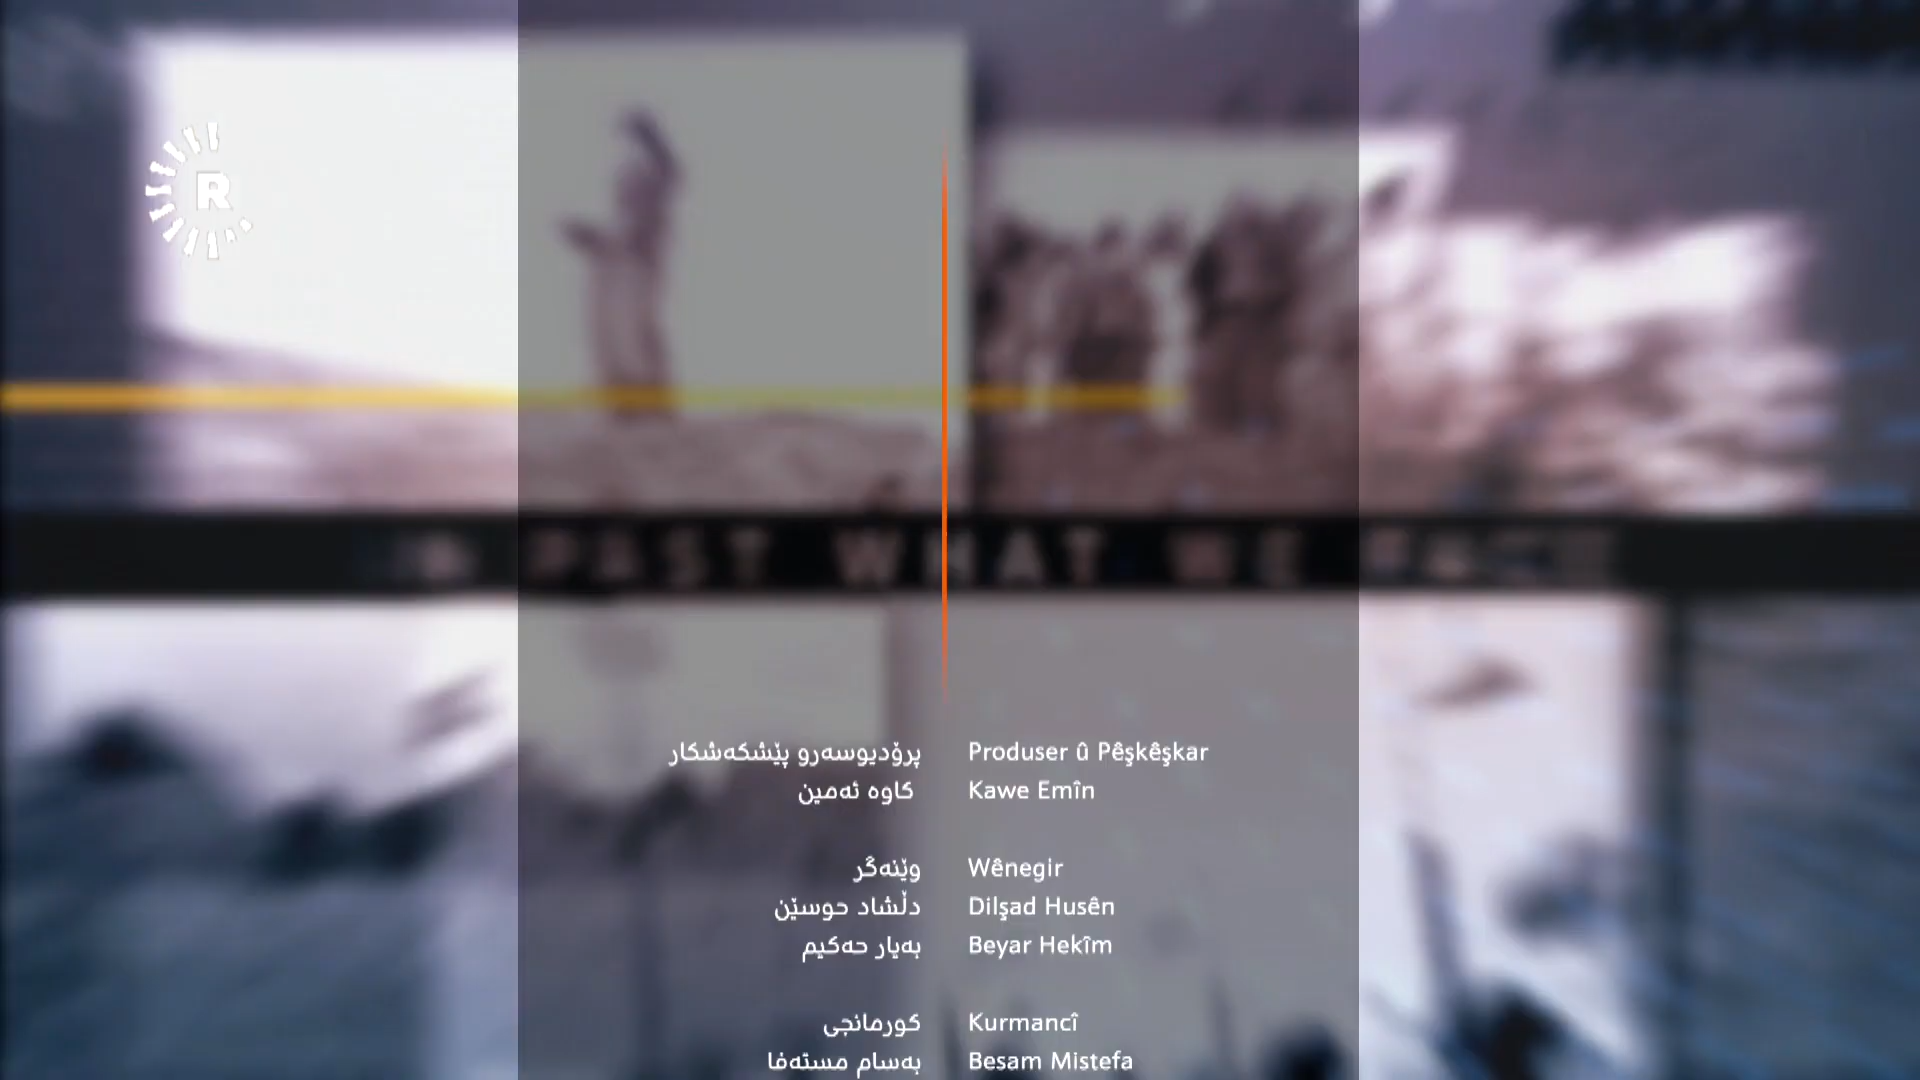 R
PAST WHAT WE
پرۆدیوسەرو پێشکەشکار Produser û Pêşkêşkar
کاوە ئەمین Kawe Emîn
وێنەگر Wênegir
دڵشاد حوسێن Dilşad Husên
بەیار حەکیم Beyar Hekîm
کورمانجی Kurmancî
بەسام مستەفا Besam Mistefa